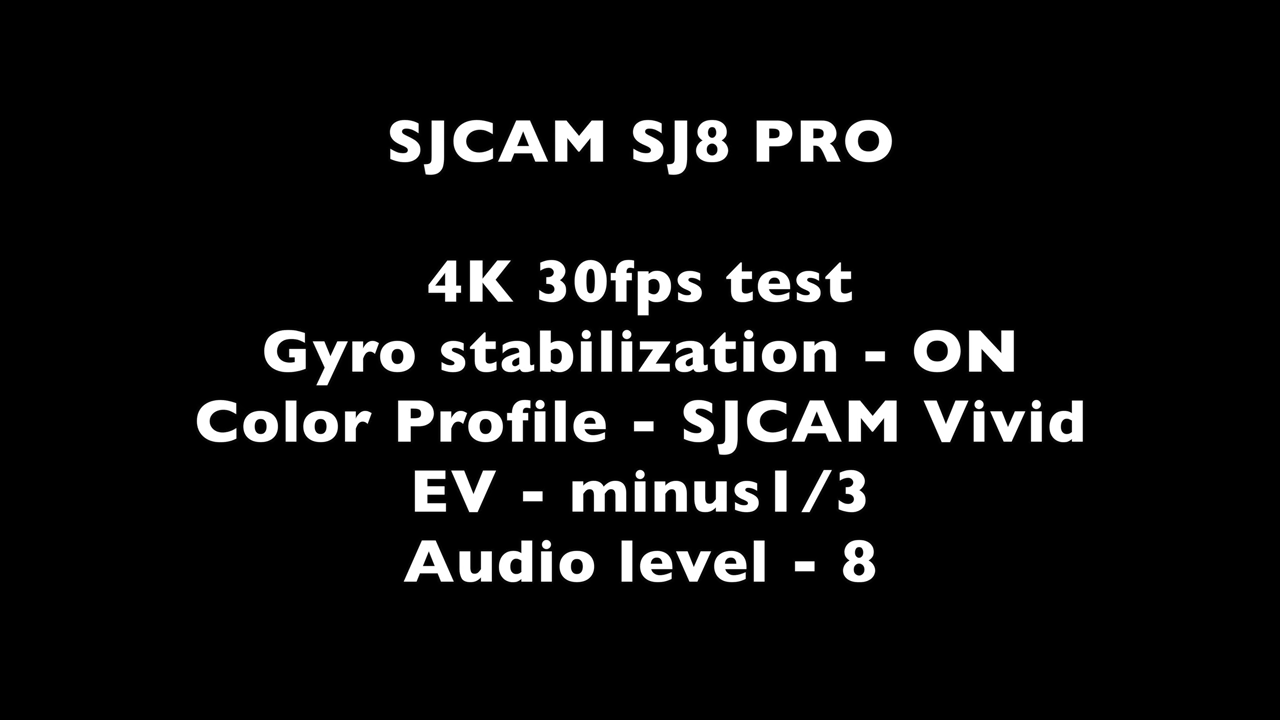 SJCAM SJ8 PRO
4K 30fps test
Gyro stabilization - ON
Color Profile - SJCAM Vivid
EV - minus1/3
Audio level - 8